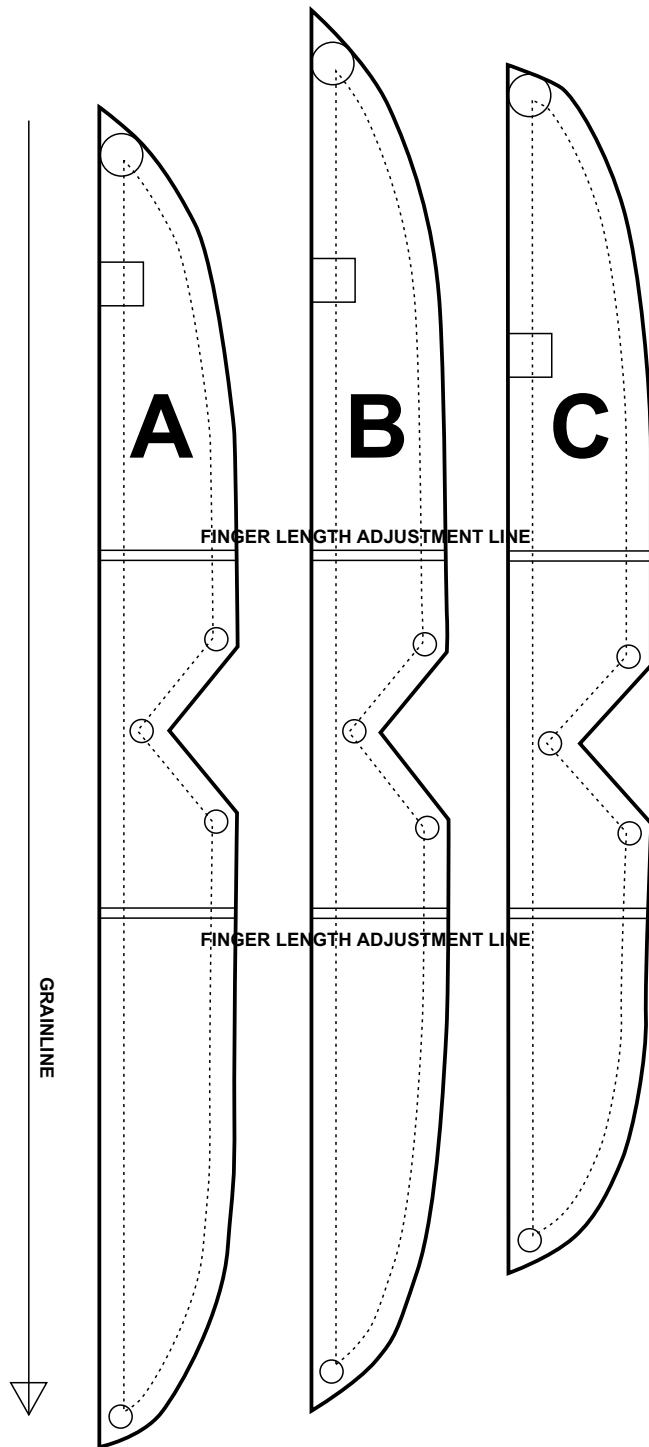 A
B
C
FINGER LENGTH ADJUSTMENT LINE
FINGER LENGTH ADJUSTMENT LINE
GRAINLINE